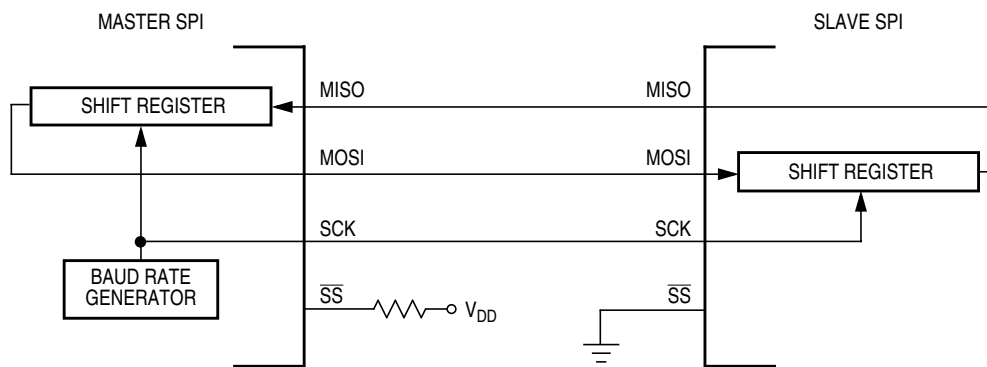 MASTER SPI
SLAVE SPI
SHIFT REGISTER
MISO
MISO
MOSI
MOSI
SHIFT REGISTER
SCK
SCK
BAUD RATE
GENERATOR
SS
VDD
SS